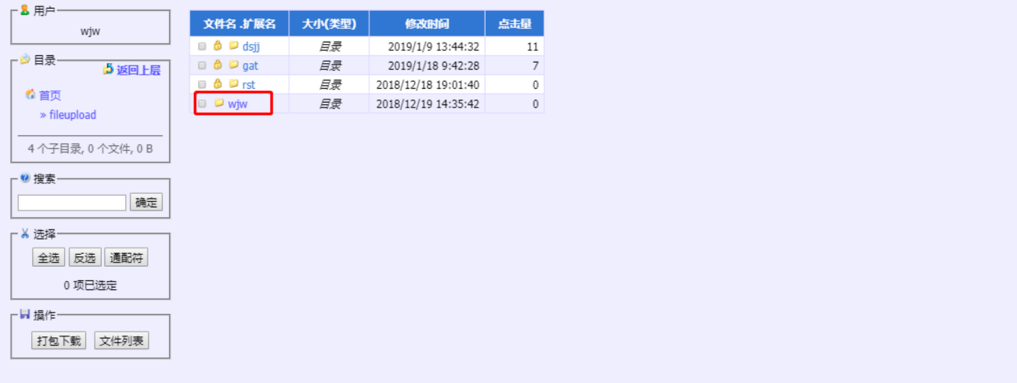 用户
wjw
目录
返回上层
首页
» fileupload
4 个子目录, 0 个文件, 0 B
搜索
确定
选择
全选 反选 通配符
0 项已选定
操作
打包下载 文件列表
文件名 .扩展名 大小(类型) 修改时间 点击量
dsjj 目录 2019/1/9 13:44:32 11
gat 目录 2019/1/18 9:42:28 7
rst 目录 2018/12/18 19:01:40 0
wjw 目录 2018/12/19 14:35:42 0